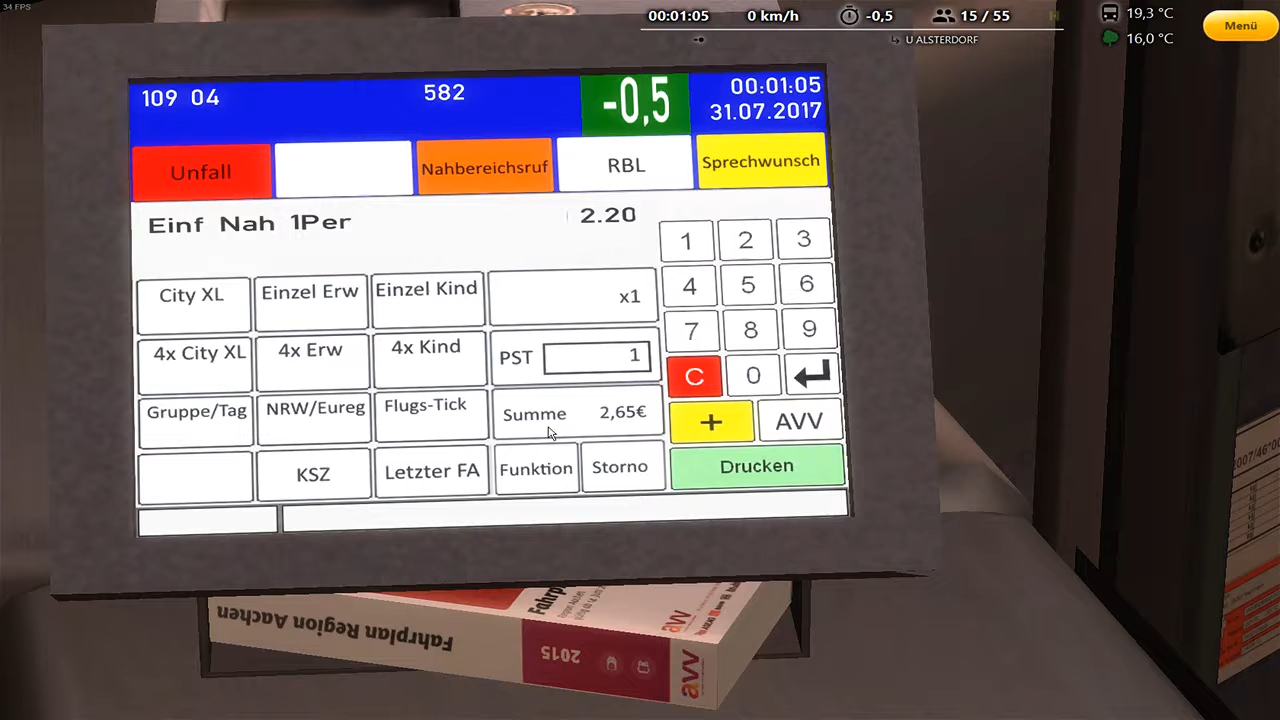 34 FPS
00:01:05 0 km/h -0,5 15 / 55 H
U ALSTERDORF
19,3 °C
16,0 °C
Menü
109 04 582 -0,5 00:01:05
31.07.2017
Unfall Nahbereichsruf RBL Sprechwunsch
Einf Nah 1Per 2.20
1 2 3
City XL Einzel Erw Einzel Kind x1
4 5 6
4x City XL 4x Erw 4x Kind PST 1
7 8 9
C 0
Gruppe/Tag NRW/Eureg Flugs-Tick Summe 2,65€
+ AVV
KSZ Letzter FA Funktion Storno Drucken
Fahrplan Region Aachen
2015
avv
avv
2007/46*0